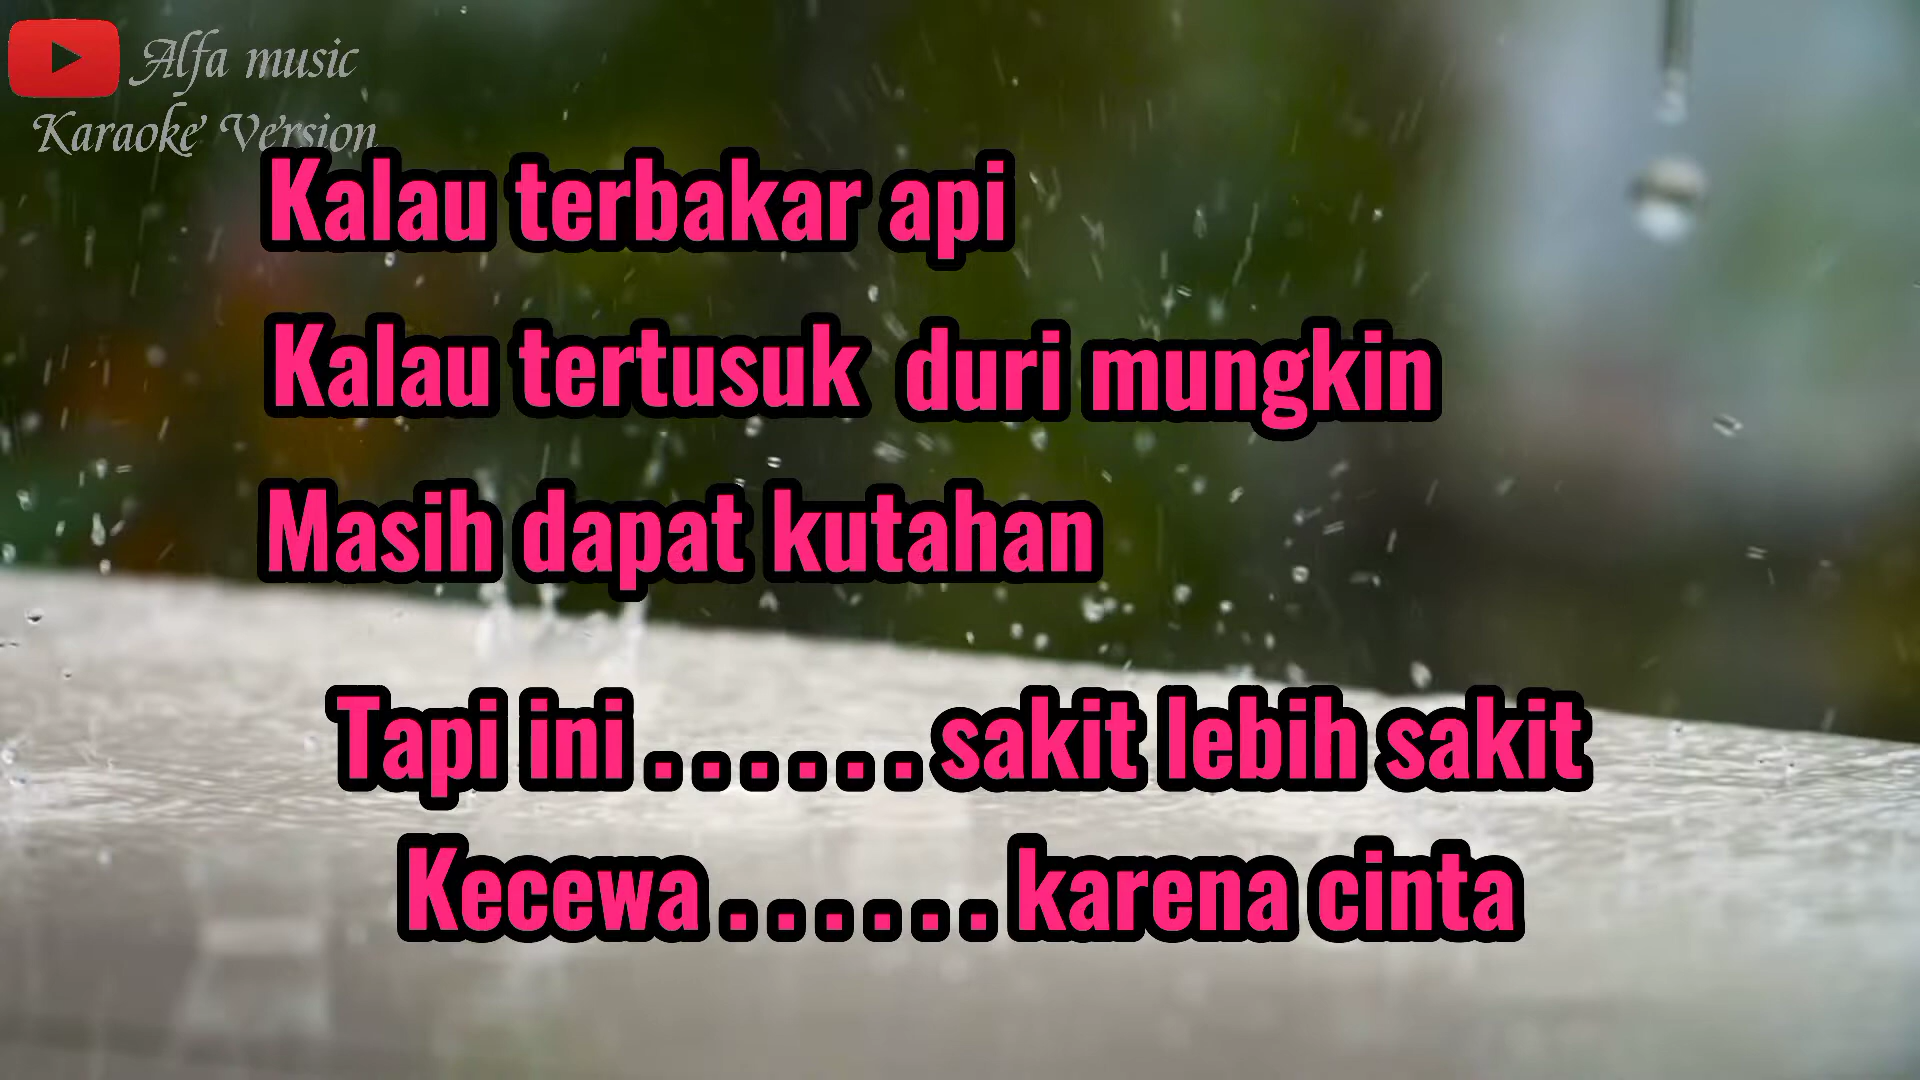 Alfa music
Karaoke Version
Kalau terbakar api
Kalau tertusuk duri mungkin
Masih dapat kutahan
Tapi ini......sakit lebih sakit
Kecewa......karena cinta